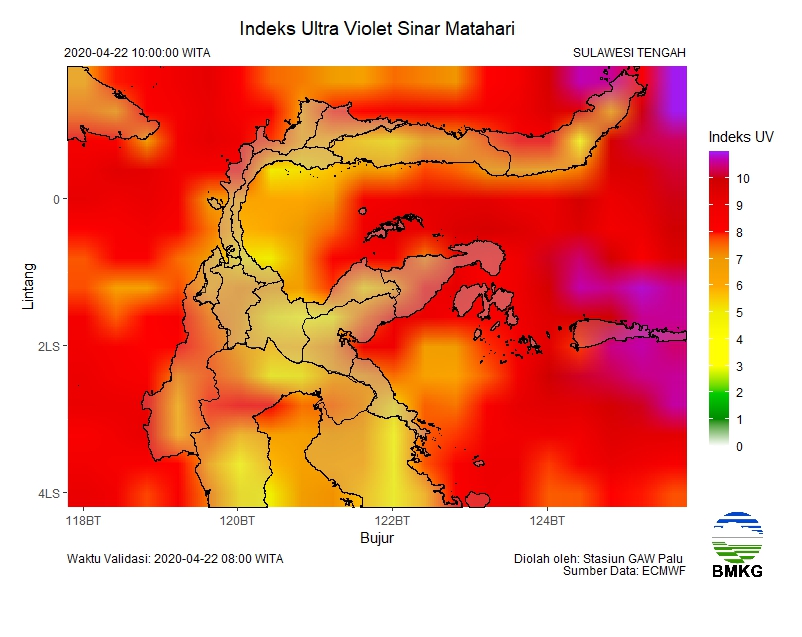 Indeks Ultra Violet Sinar Matahari
2020-04-22 10:00:00 WITA
SULAWESI TENGAH
Indeks UV
10
9
8
7
6
5
4
3
2
1
0
0
2LS
4LS
Lintang
118BT
120BT
122BT
124BT
Bujur
Waktu Validasi: 2020-04-22 08:00 WITA
Diolah oleh: Stasiun GAW Palu
Sumber Data: ECMWF
BMKG